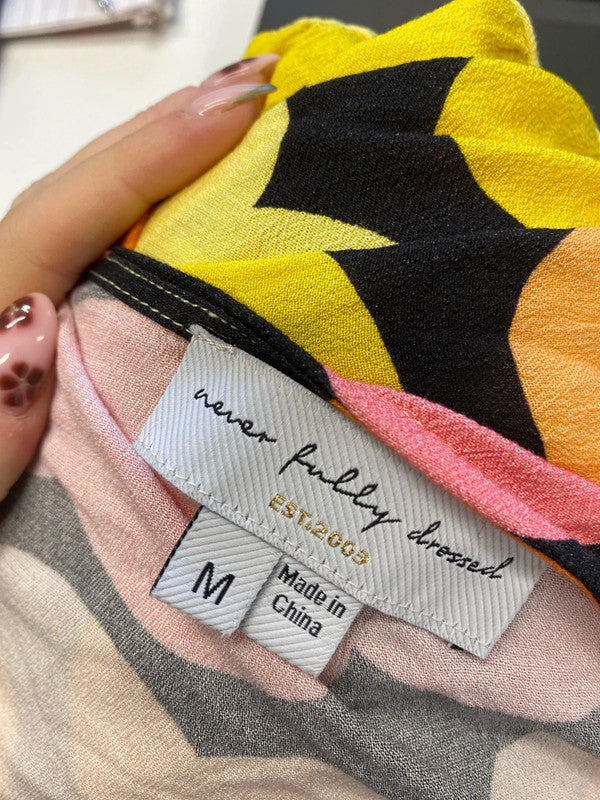 never fully dressed
EST.2009
M
Made in
China